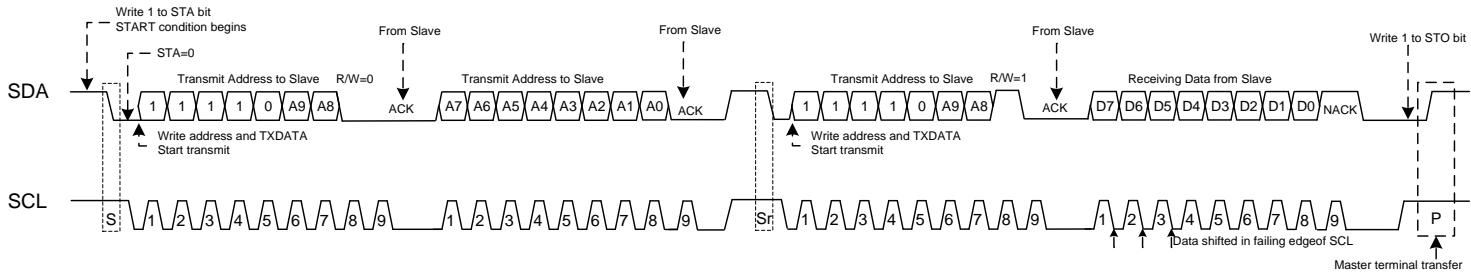 Write 1 to STA bit
START condition begins
STA=0
From Slave
From Slave
From Slave
Write 1 to STO bit
Transmit Address to Slave
R/W=0
Transmit Address to Slave
Transmit Address to Slave
R/W=1
Receiving Data from Slave
SDA
1 1 1 1 0 A9 A8 ACK A7 A6 A5 A4 A3 A2 A1 A0 ACK 1 1 1 1 0 A9 A8 ACK D7 D6 D5 D4 D3 D2 D1 D0 NACK
Write address and TXDATA
Start transmit
Write address and TXDATA
Start transmit
SCL
S 1 2 3 4 5 6 7 8 9 1 2 3 4 5 6 7 8 9 Sr 1 2 3 4 5 6 7 8 9 1 2 3 4 5 6 7 8 9 P
Data shifted in failing edgeof SCL
Master terminal transfer